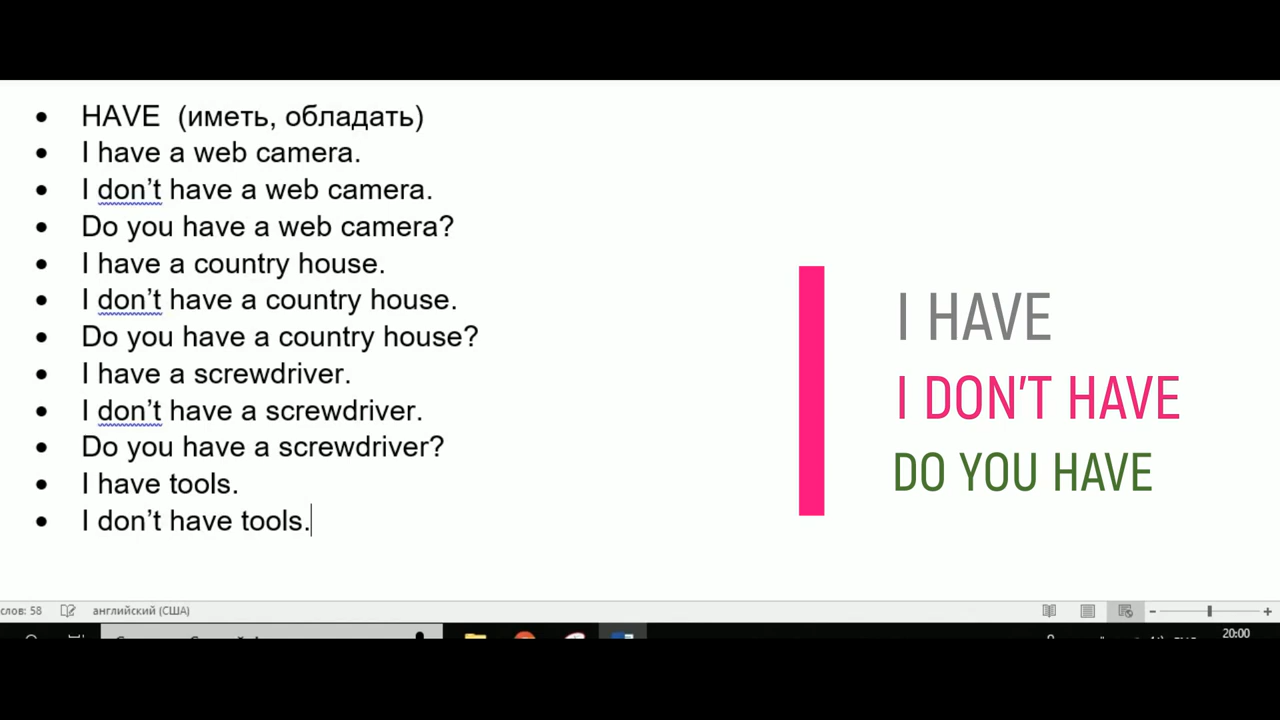 HAVE (иметь, обладать)
I have a web camera.
I don’t have a web camera.
Do you have a web camera?
I have a country house.
I don’t have a country house.
Do you have a country house?
I have a screwdriver.
I don’t have a screwdriver.
Do you have a screwdriver?
I have tools.
I don’t have tools.
I HAVE
I DON’T HAVE
DO YOU HAVE
слов: 58 английский (США)
20:00